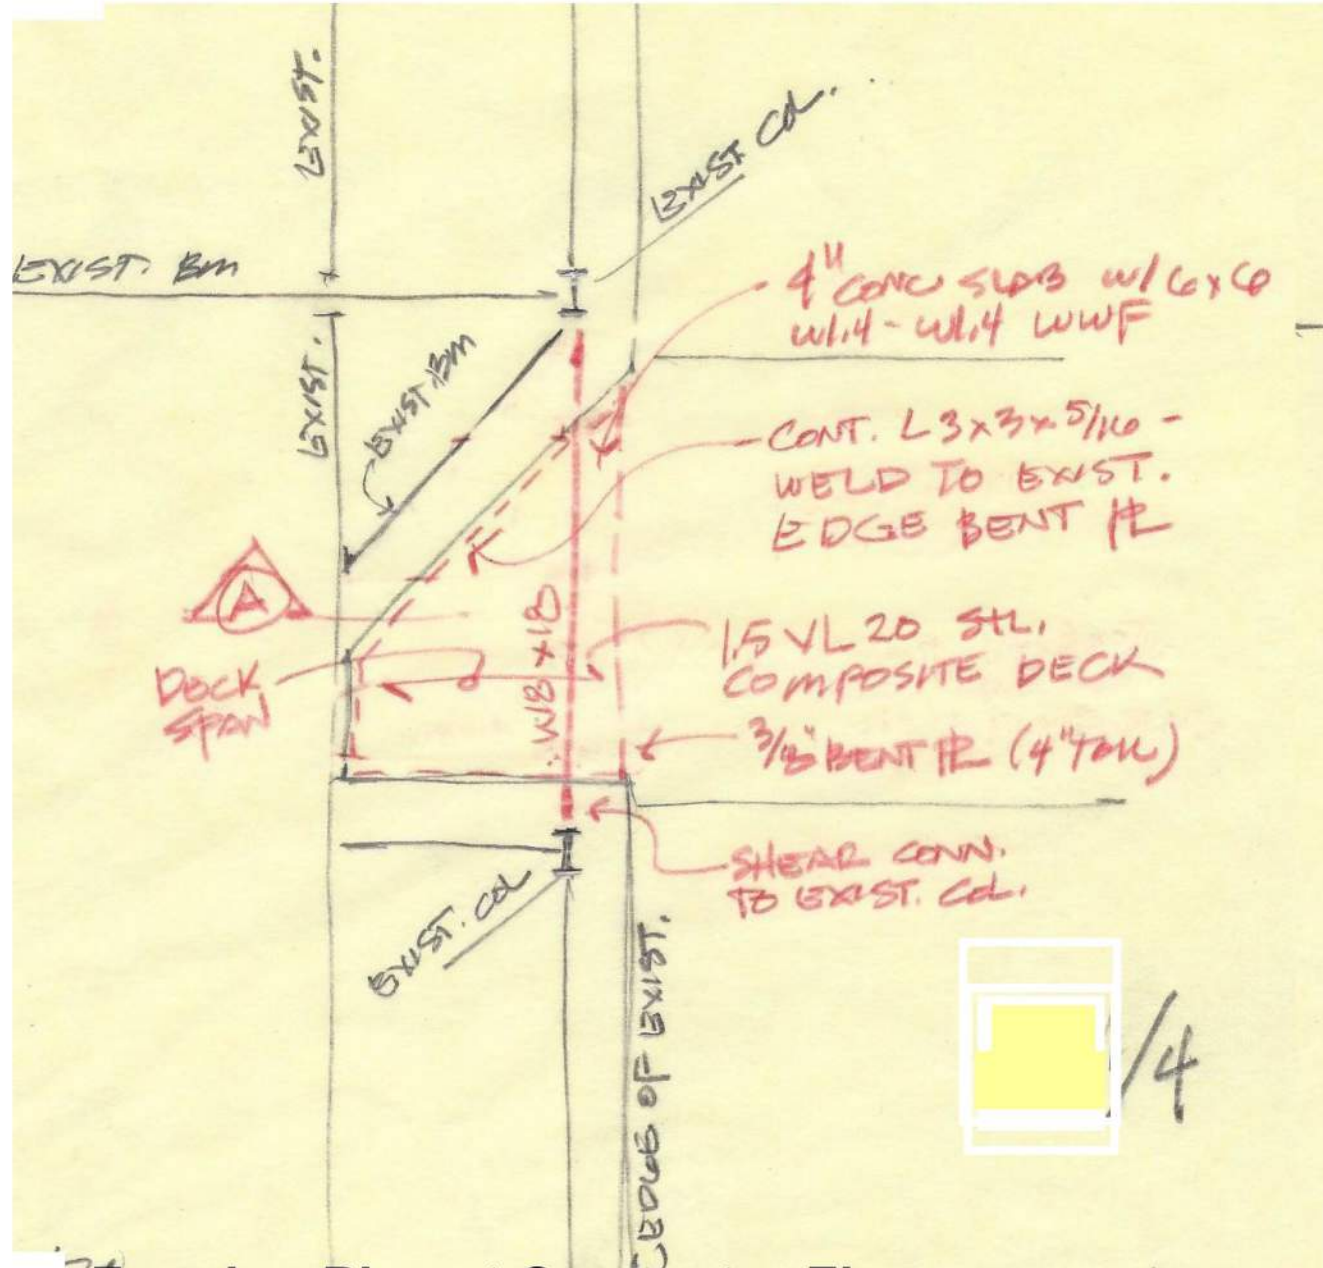 EXIST.
EXIST COL.
EXIST. BM
4" CONC SLAB W/ 6x6
W1.4 - W1.4 WWF
EXIST.
EXIST BM
CONT. L 3x3x5/16 -
WELD TO EXIST.
EDGE BENT PL
A
W8x18
1.5 VL 20 STL.
COMPOSITE DECK
DECK
SPAN
3/8" BENT PL (4" TALL)
SHEAR CONN.
TO EXIST. COL.
EXIST. COL
EDGE OF EXIST.
/4